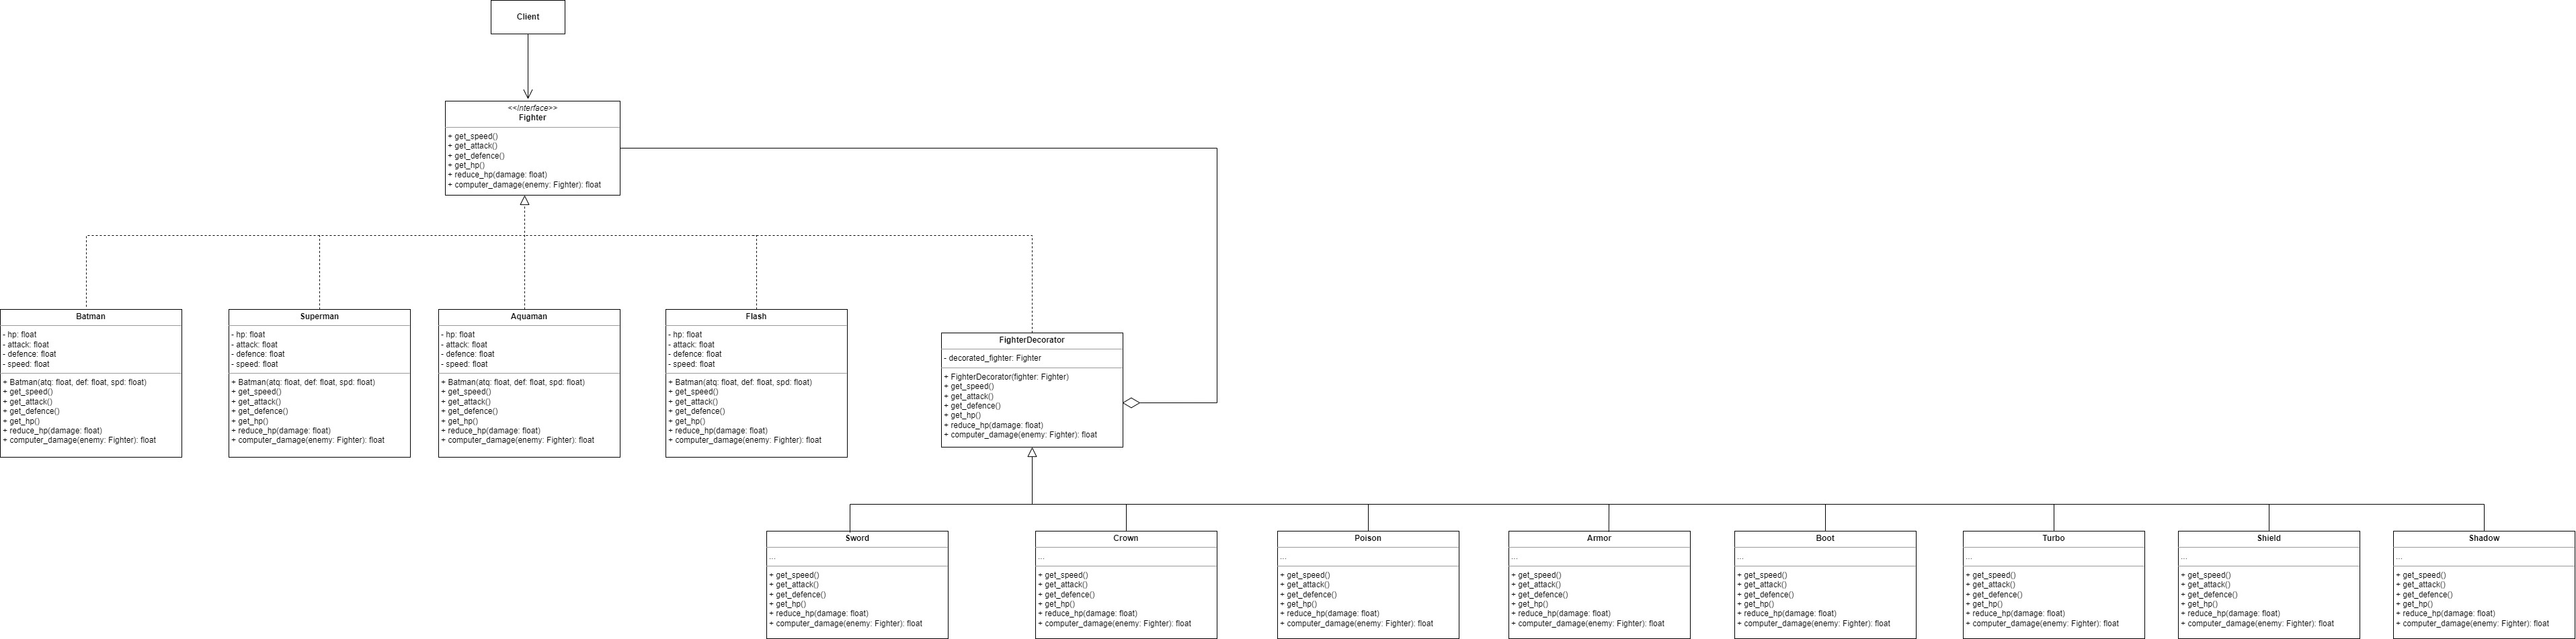 Client
<<Interface>>
Fighter
+ get_speed()
+ get_attack()
+ get_defence()
+ get_hp()
+ reduce_hp(damage: float)
+ computer_damage(enemy: Fighter): float
Batman
- hp: float
- attack: float
- defence: float
- speed: float
+ Batman(atq: float, def: float, spd: float)
+ get_speed()
+ get_attack()
+ get_defence()
+ get_hp()
+ reduce_hp(damage: float)
+ computer_damage(enemy: Fighter): float
Superman
- hp: float
- attack: float
- defence: float
- speed: float
+ Batman(atq: float, def: float, spd: float)
+ get_speed()
+ get_attack()
+ get_defence()
+ get_hp()
+ reduce_hp(damage: float)
+ computer_damage(enemy: Fighter): float
Aquaman
- hp: float
- attack: float
- defence: float
- speed: float
+ Batman(atq: float, def: float, spd: float)
+ get_speed()
+ get_attack()
+ get_defence()
+ get_hp()
+ reduce_hp(damage: float)
+ computer_damage(enemy: Fighter): float
Flash
- hp: float
- attack: float
- defence: float
- speed: float
+ Batman(atq: float, def: float, spd: float)
+ get_speed()
+ get_attack()
+ get_defence()
+ get_hp()
+ reduce_hp(damage: float)
+ computer_damage(enemy: Fighter): float
FighterDecorator
- decorated_fighter: Fighter
+ FighterDecorator(fighter: Fighter)
+ get_speed()
+ get_attack()
+ get_defence()
+ get_hp()
+ reduce_hp(damage: float)
+ computer_damage(enemy: Fighter): float
Sword
...
+ get_speed()
+ get_attack()
+ get_defence()
+ get_hp()
+ reduce_hp(damage: float)
+ computer_damage(enemy: Fighter): float
Crown
...
+ get_speed()
+ get_attack()
+ get_defence()
+ get_hp()
+ reduce_hp(damage: float)
+ computer_damage(enemy: Fighter): float
Poison
...
+ get_speed()
+ get_attack()
+ get_defence()
+ get_hp()
+ reduce_hp(damage: float)
+ computer_damage(enemy: Fighter): float
Armor
...
+ get_speed()
+ get_attack()
+ get_defence()
+ get_hp()
+ reduce_hp(damage: float)
+ computer_damage(enemy: Fighter): float
Boot
...
+ get_speed()
+ get_attack()
+ get_defence()
+ get_hp()
+ reduce_hp(damage: float)
+ computer_damage(enemy: Fighter): float
Turbo
...
+ get_speed()
+ get_attack()
+ get_defence()
+ get_hp()
+ reduce_hp(damage: float)
+ computer_damage(enemy: Fighter): float
Shield
...
+ get_speed()
+ get_attack()
+ get_defence()
+ get_hp()
+ reduce_hp(damage: float)
+ computer_damage(enemy: Fighter): float
Shadow
...
+ get_speed()
+ get_attack()
+ get_defence()
+ get_hp()
+ reduce_hp(damage: float)
+ computer_damage(enemy: Fighter): float